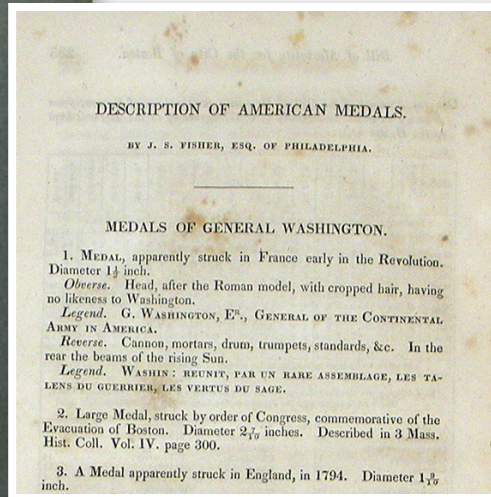 DESCRIPTION OF AMERICAN MEDALS.
BY J. S. FISHER, ESQ. OF PHILADELPHIA.
MEDALS OF GENERAL WASHINGTON.
1. MEDAL, apparently struck in France early in the Revolution.
Diameter 1½ inch.
Obverse. Head, after the Roman model, with cropped hair, having
no likeness to Washington.
Legend. G. WASHINGTON, Eᴿ., GENERAL OF THE CONTINENTAL
ARMY IN AMERICA.
Reverse. Cannon, mortars, drum, trumpets, standards, &c. In the
rear the beams of the rising Sun.
Legend. WASHIN : REUNIT, PAR UN RARE ASSEMBLAGE, LES TA-
LENS DU GUERRIER, LES VERTUS DU SAGE.
2. Large Medal, struck by order of Congress, commemorative of the
Evacuation of Boston. Diameter 2 7/10 inches. Described in 3 Mass.
Hist. Coll. Vol. IV. page 300.
3. A Medal apparently struck in England, in 1794. Diameter 1 9/10
inch.